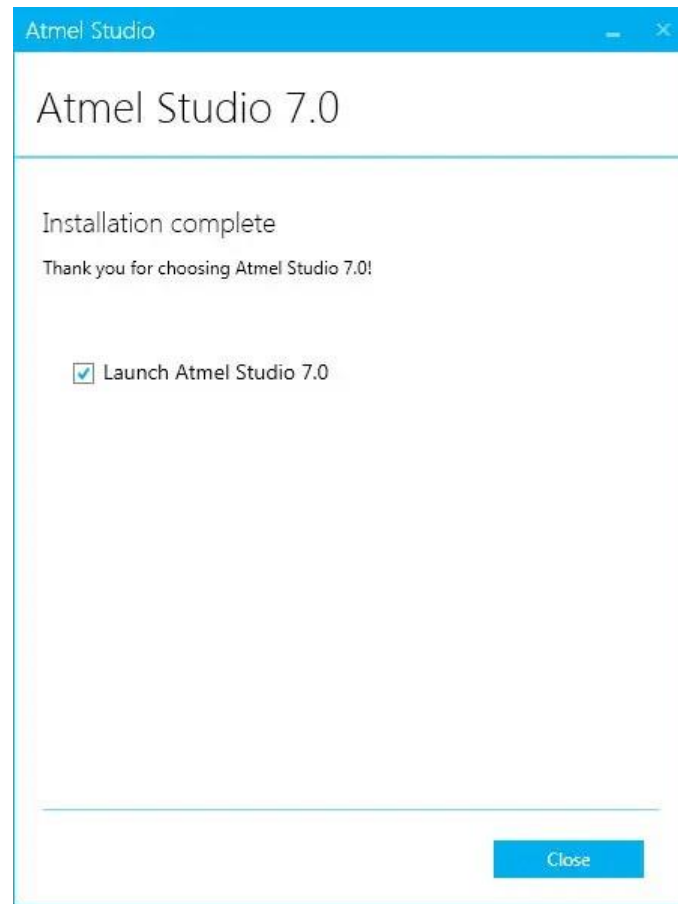 Atmel Studio
Atmel Studio 7.0
Installation complete
Thank you for choosing Atmel Studio 7.0!
Launch Atmel Studio 7.0
Close